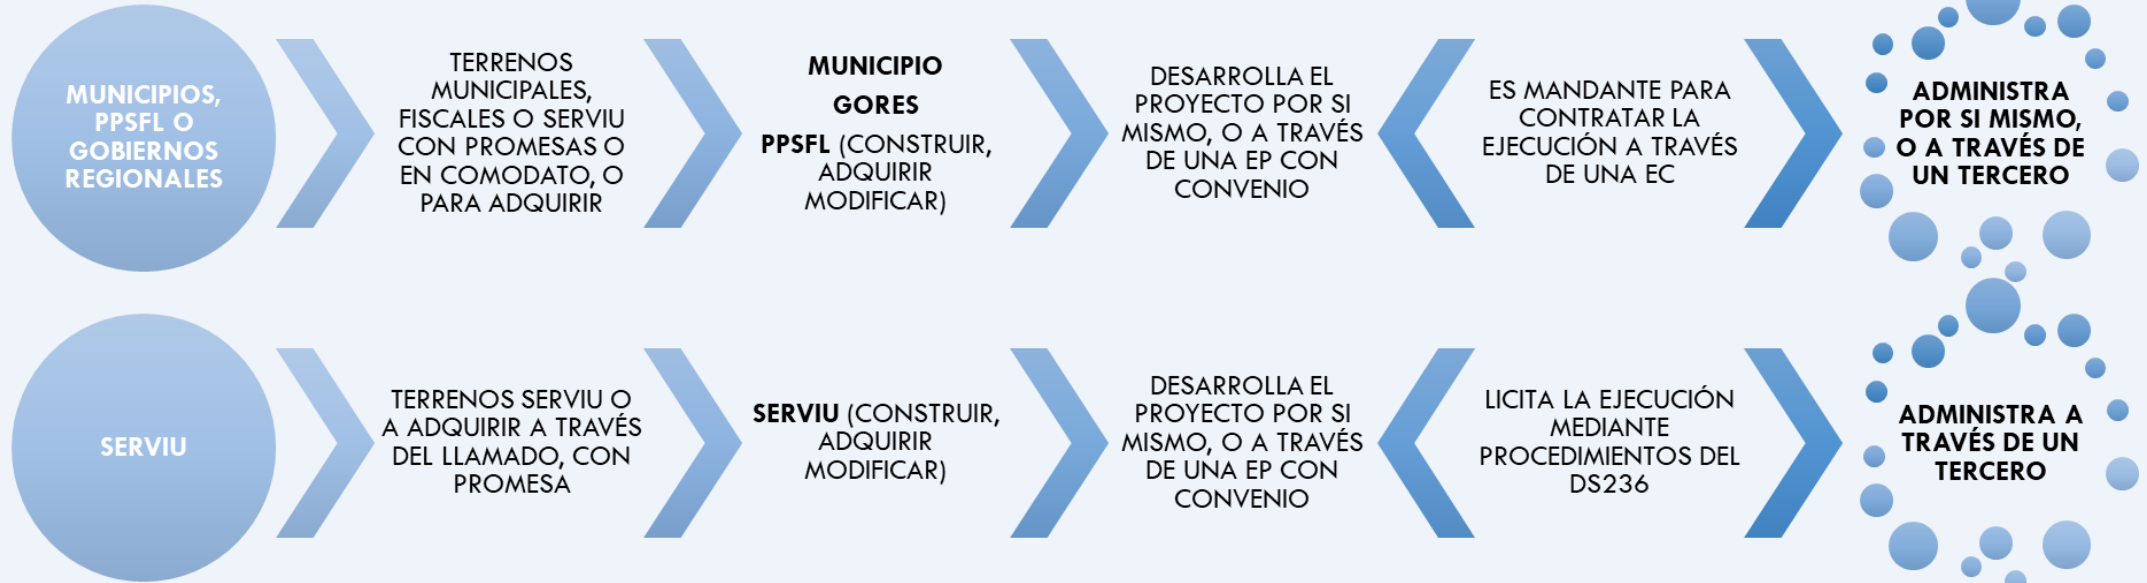 MUNICIPIOS,
PPSFL O
GOBIERNOS
REGIONALES
TERRENOS
MUNICIPALES,
FISCALES O SERVIU
CON PROMESAS O
EN COMODATO, O
PARA ADQUIRIR
MUNICIPIO
GORES
PPSFL (CONSTRUIR,
ADQUIRIR
MODIFICAR)
DESARROLLA EL
PROYECTO POR SI
MISMO, O A TRAVÉS
DE UNA EP CON
CONVENIO
ES MANDANTE PARA
CONTRATAR LA
EJECUCIÓN A TRAVÉS
DE UNA EC
ADMINISTRA
POR SI MISMO,
O A TRAVÉS DE
UN TERCERO
SERVIU
TERRENOS SERVIU O
A ADQUIRIR A TRAVÉS
DEL LLAMADO, CON
PROMESA
SERVIU (CONSTRUIR,
ADQUIRIR
MODIFICAR)
DESARROLLA EL
PROYECTO POR SI
MISMO, O A TRAVÉS
DE UNA EP CON
CONVENIO
LICITA LA EJECUCIÓN
MEDIANTE
PROCEDIMIENTOS DEL
DS236
ADMINISTRA A
TRAVÉS DE UN
TERCERO